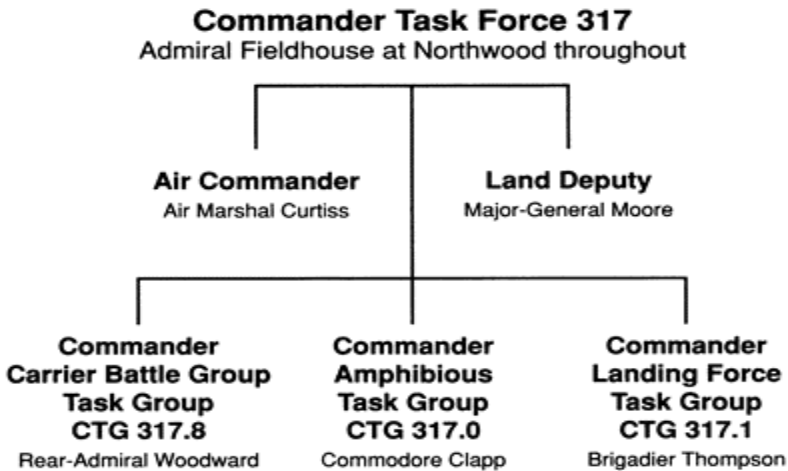 Commander Task Force 317
Admiral Fieldhouse at Northwood throughout
Air Commander
Air Marshal Curtiss
Land Deputy
Major-General Moore
Commander
Carrier Battle Group
Task Group
CTG 317.8
Rear-Admiral Woodward
Commander
Amphibious
Task Group
CTG 317.0
Commodore Clapp
Commander
Landing Force
Task Group
CTG 317.1
Brigadier Thompson